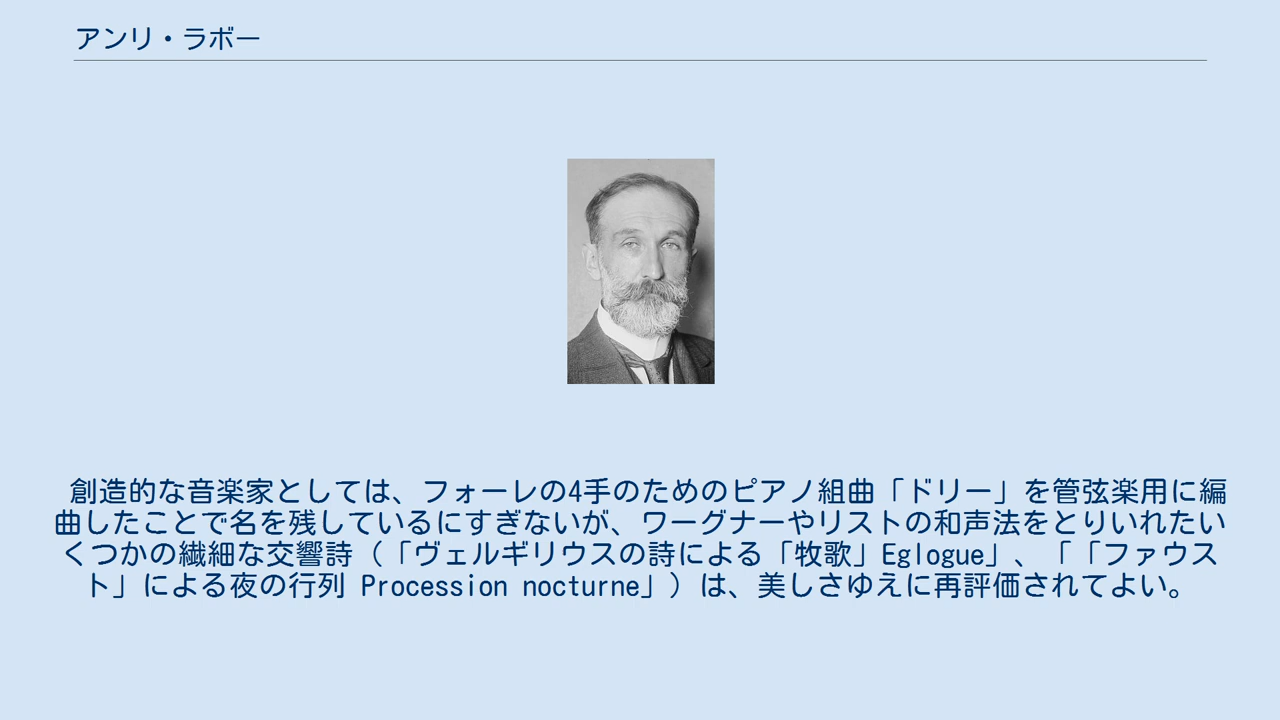 アンリ・ラボー
創造的な音楽家としては、フォーレの4手のためのピアノ組曲「ドリー」を管弦楽用に編
曲したことで名を残しているにすぎないが、ワーグナーやリストの和声法をとりいれたい
くつかの繊細な交響詩（「ヴェルギリウスの詩による「牧歌」Eglogue」、「「ファウス
ト」による夜の行列 Procession nocturne」）は、美しさゆえに再評価されてよい。